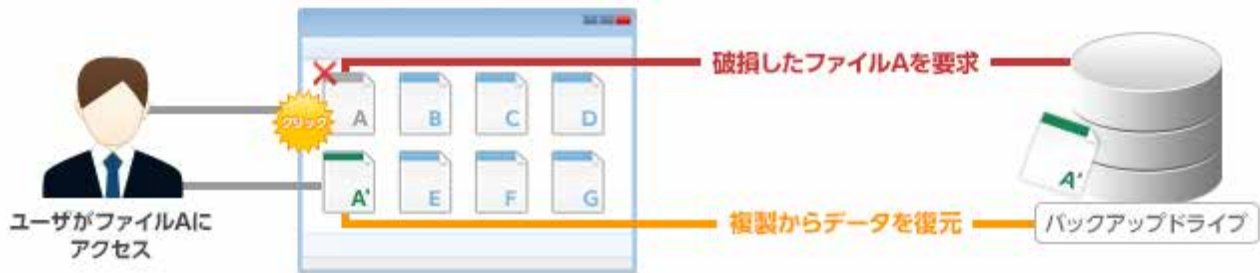 破損したファイルAを要求
クリック
A
B
C
D
A'
E
F
G
A'
ユーザがファイルAに
アクセス
複製からデータを復元
バックアップドライブ